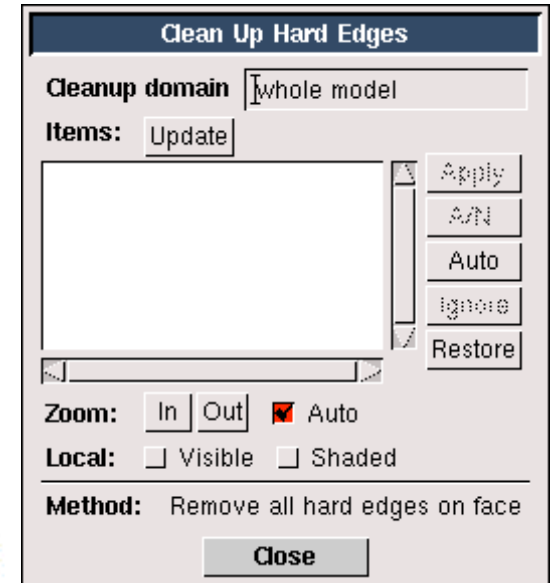 Clean Up Hard Edges
Cleanup domain whole model
Items: Update
Apply
A/N
Auto
Ignore
Restore
Zoom: In Out Auto
Local: Visible Shaded
Method: Remove all hard edges on face
Close